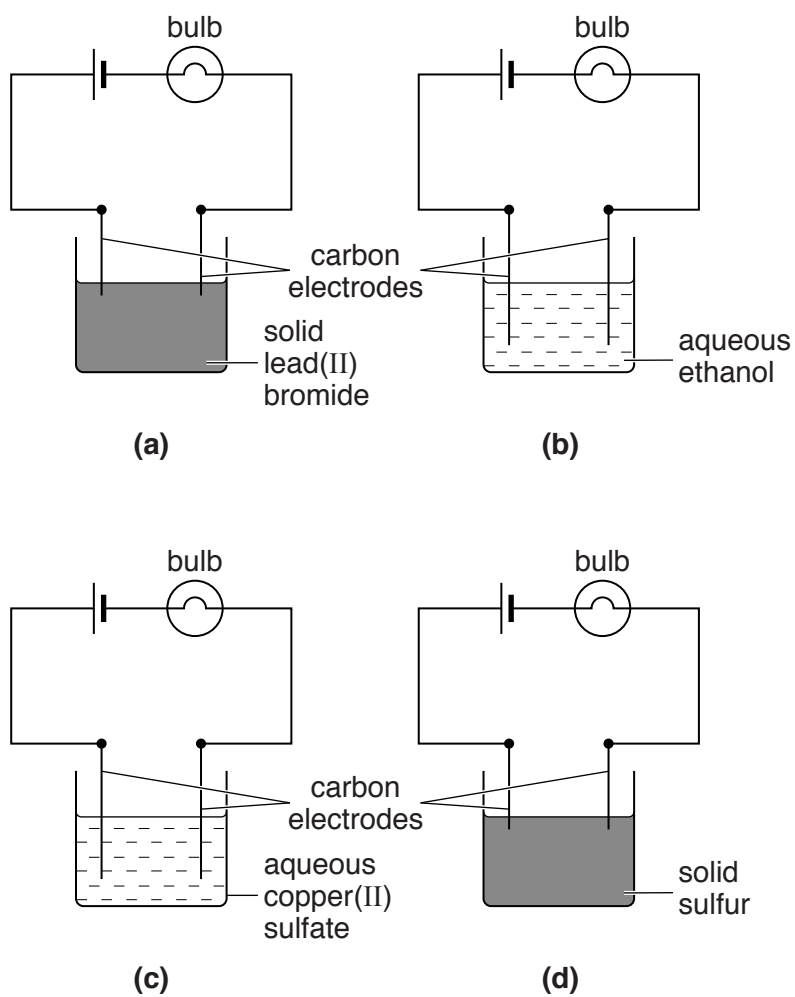 bulb
bulb
carbon
electrodes
solid
lead(II)
bromide
aqueous
ethanol
(a)
(b)
bulb
bulb
carbon
electrodes
aqueous
copper(II)
sulfate
solid
sulfur
(c)
(d)